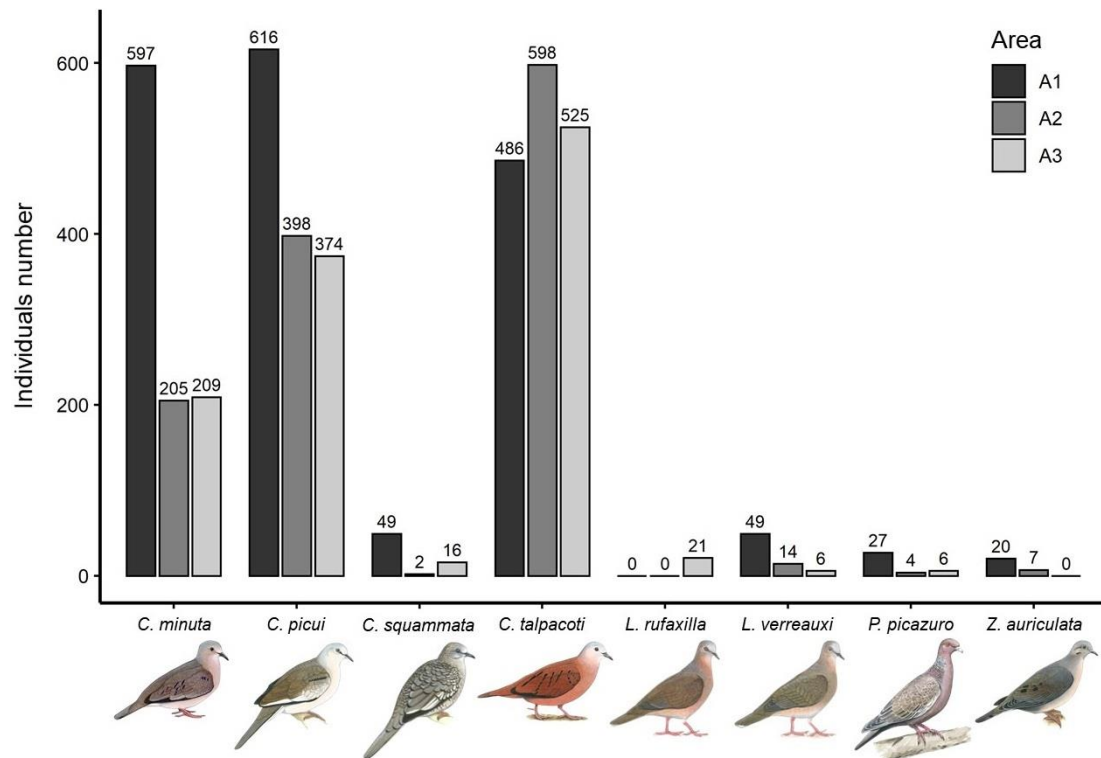 Individuals number
600
400
200
0
Area
A1
A2
A3
597
205
209
616
398
374
49
2
16
486
598
525
0
0
21
49
14
6
27
4
6
20
7
0
C. minuta
C. picui
C. squammata
C. talpacoti
L. rufaxilla
L. verreauxi
P. picazuro
Z. auriculata